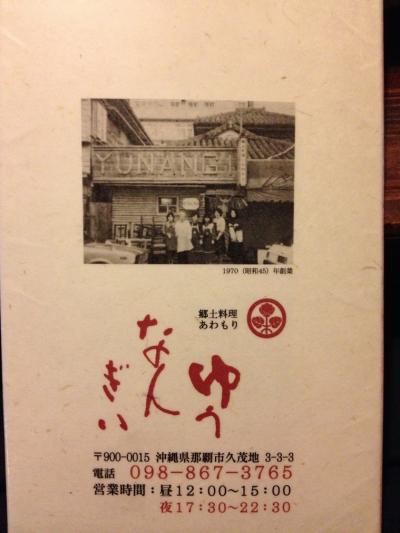 YUNANGI
1970（昭和45）年創業
郷土料理
あわもり
ゆう
なん
ぎい
〒900-0015 沖縄県那覇市久茂地 3-3-3
電話 098-867-3765
営業時間：昼12:00～15:00
夜17:30～22:30